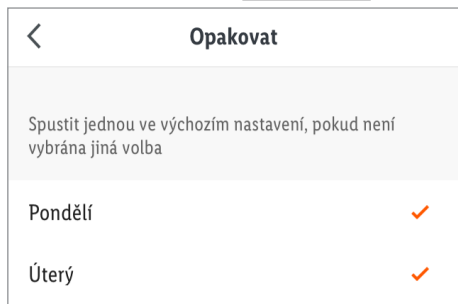 Opakovat
Spustit jednou ve výchozím nastavení, pokud není
vybrána jiná volba
Pondělí
Úterý